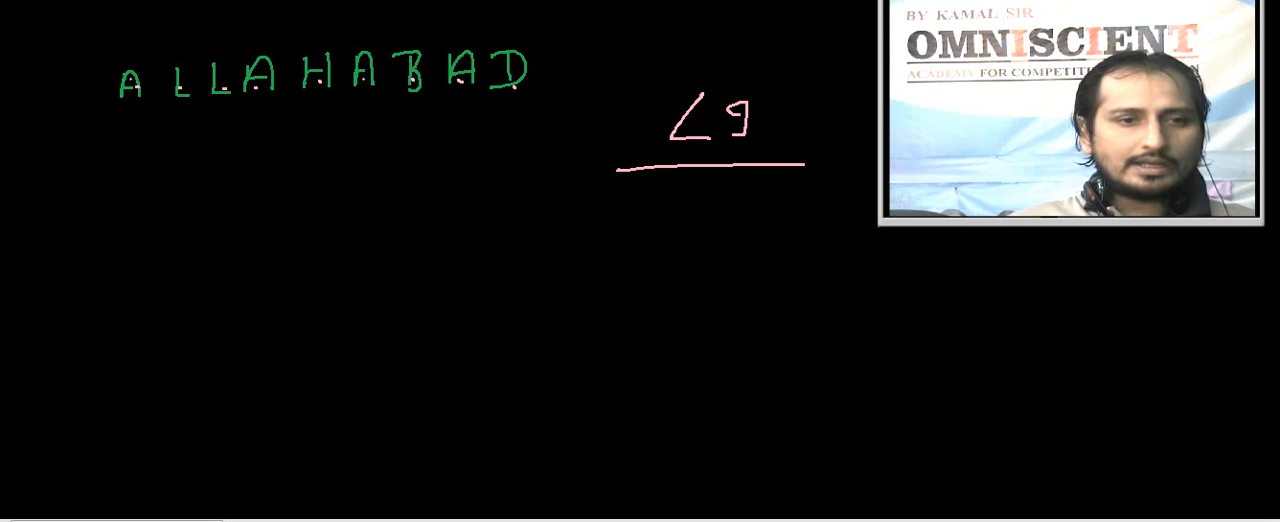 BY KAMAL SIR
OMNISCIENT
ACADEMY FOR COMPETITI
ALLAHABAD
∠9